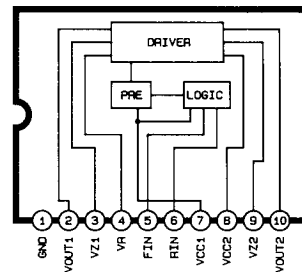 DRIVER
PRE LOGIC
1 2 3 4 5 6 7 8 9 10
GND VOUT1 VZ1 VR FIN RIN VCC1 VCC2 VZ2 VOUT2